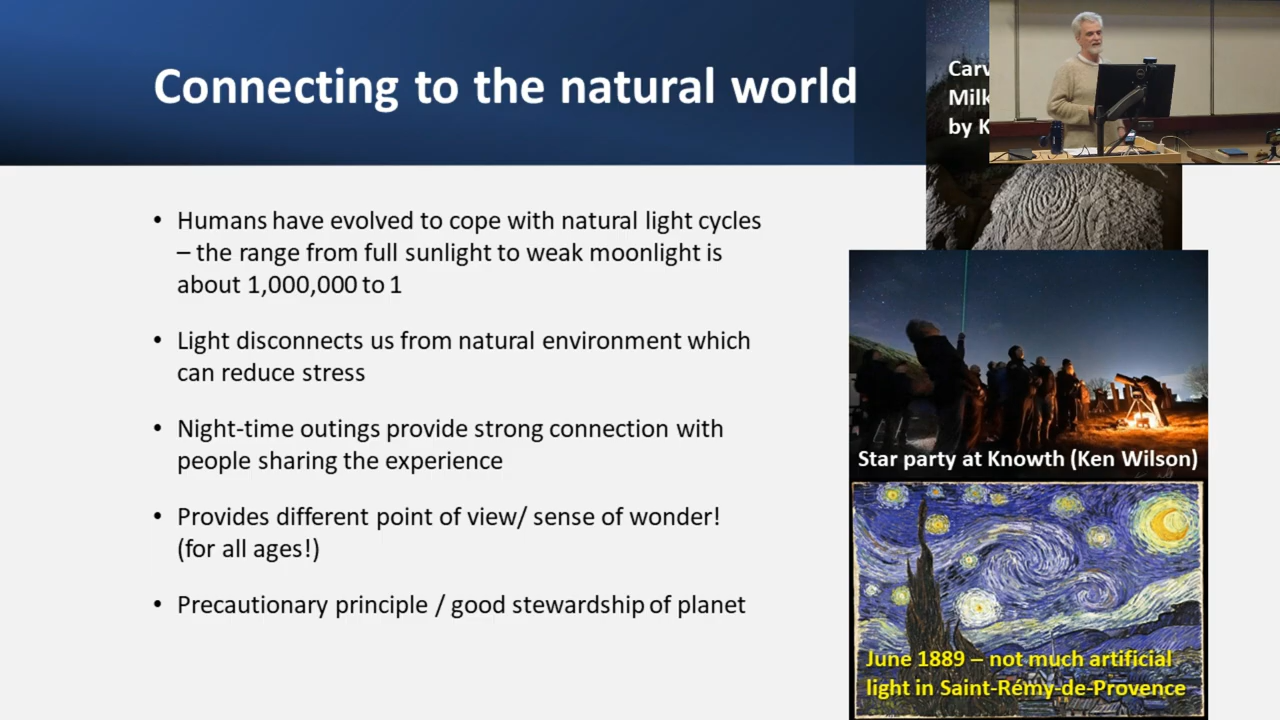 Connecting to the natural world
• Humans have evolved to cope with natural light cycles
– the range from full sunlight to weak moonlight is
about 1,000,000 to 1
• Light disconnects us from natural environment which
can reduce stress
• Night-time outings provide strong connection with
people sharing the experience
• Provides different point of view/ sense of wonder!
(for all ages!)
• Precautionary principle / good stewardship of planet
by
Star party at Knowth (Ken Wilson)
June 1889 – not much artificial
light in Saint-Rémy-de-Provence